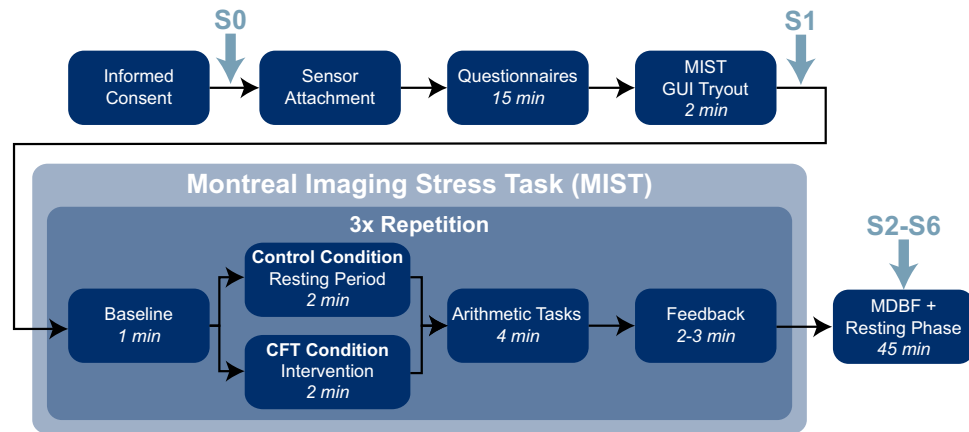 S0
S1
Informed
Consent
Sensor
Attachment
Questionnaires
15 min
MIST
GUI Tryout
2 min
Montreal Imaging Stress Task (MIST)
3x Repetition
S2-S6
Baseline
1 min
Control Condition
Resting Period
2 min
CFT Condition
Intervention
2 min
Arithmetic Tasks
4 min
Feedback
2-3 min
MDBF +
Resting Phase
45 min